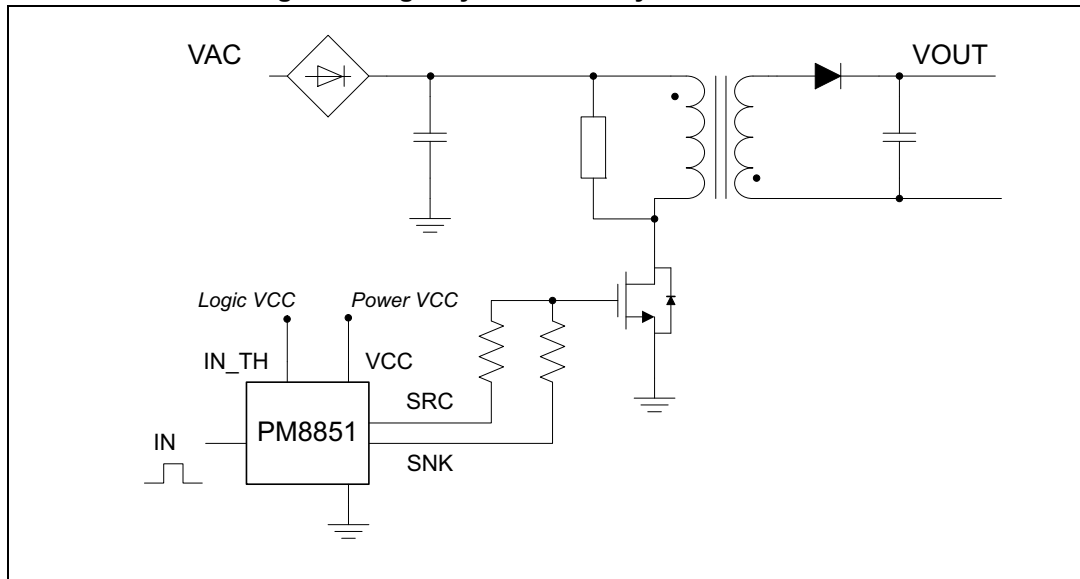 VAC
VOUT
Logic VCC
Power VCC
IN_TH
VCC
SRC
PM8851
IN
SNK